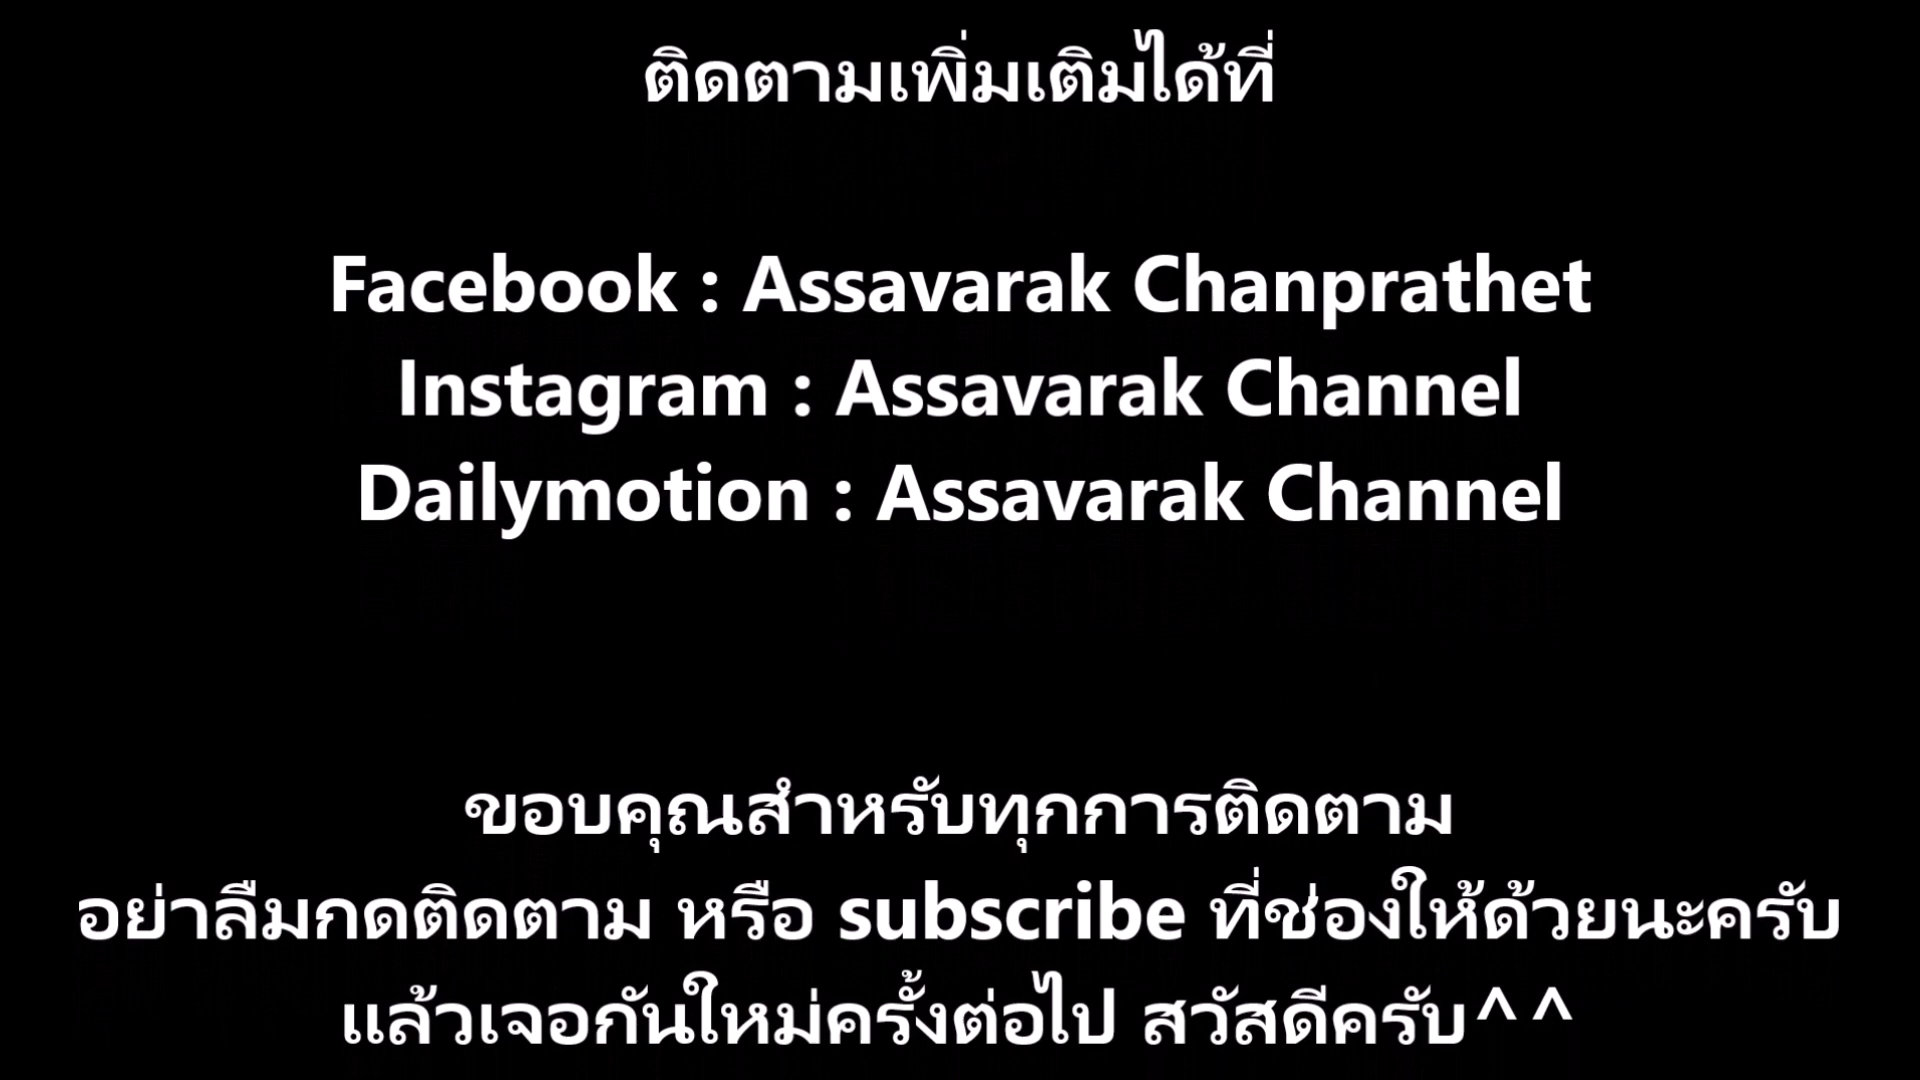 ติดตามเพิ่มเติมได้ที่
Facebook : Assavarak Chanprathet
Instagram : Assavarak Channel
Dailymotion : Assavarak Channel
ขอบคุณสำหรับทุกการติดตาม
อย่าลืมกดติดตาม หรือ subscribe ที่ช่องให้ด้วยนะครับ
แล้วเจอกันใหม่ครั้งต่อไป สวัสดีครับ^^